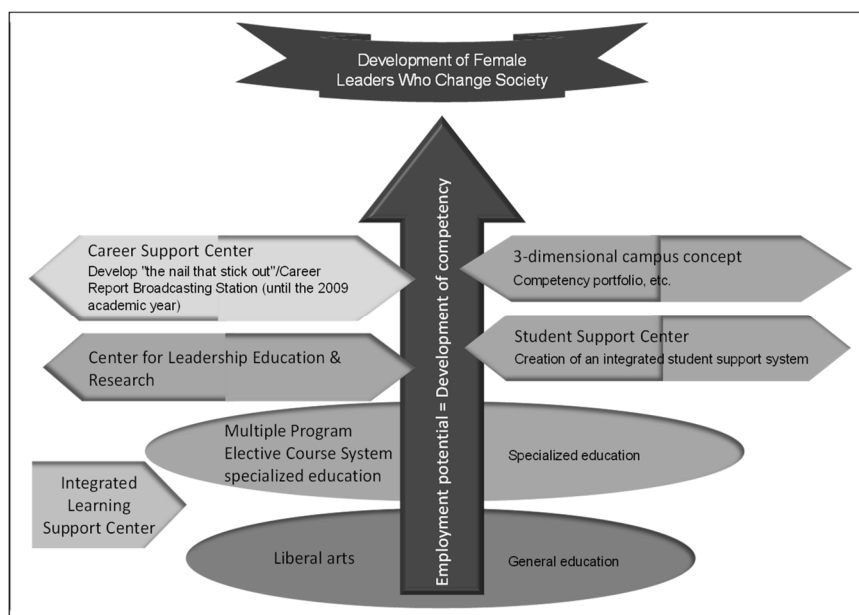 Development of Female
Leaders Who Change Society
Employment potential = Development of competency
Career Support Center
Develop "the nail that stick out"/Career
Report Broadcasting Station (until the 2009
academic year)
3-dimensional campus concept
Competency portfolio, etc.
Center for Leadership Education &
Research
Student Support Center
Creation of an integrated student support system
Multiple Program
Elective Course System
specialized education
Specialized education
Integrated
Learning
Support Center
Liberal arts
General education